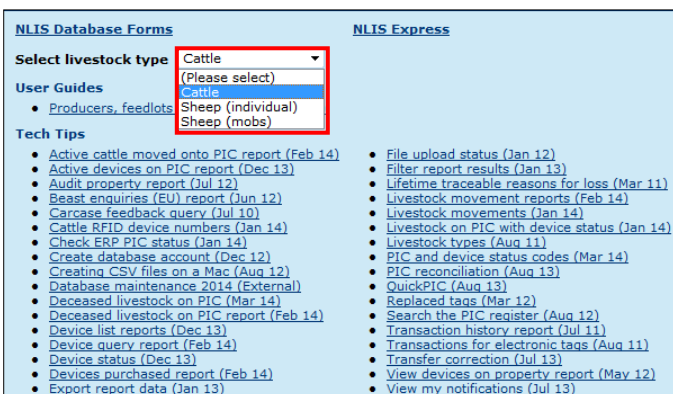 NLIS Database Forms
NLIS Express
Select livestock type Cattle
(Please select)
Cattle
Sheep (individual)
Sheep (mobs)
User Guides
• Producers, feedlots
Tech Tips
• Active cattle moved onto PIC report (Feb 14)
• Active devices on PIC report (Dec 13)
• Audit property report (Jul 12)
• Beast enquiries (EU) report (Jun 12)
• Carcase feedback query (Jul 10)
• Cattle RFID device numbers (Jan 14)
• Check ERP PIC status (Jan 14)
• Create database account (Dec 12)
• Creating CSV files on a Mac (Aug 12)
• Database maintenance 2014 (External)
• Deceased livestock on PIC (Mar 14)
• Deceased livestock on PIC report (Feb 14)
• Device list reports (Dec 13)
• Device query report (Feb 14)
• Device status (Dec 13)
• Devices purchased report (Feb 14)
• Export report data (Jan 13)
• File upload status (Jan 12)
• Filter report results (Jan 13)
• Lifetime traceable reasons for loss (Mar 11)
• Livestock movement reports (Feb 14)
• Livestock movements (Jan 14)
• Livestock on PIC with device status (Jan 14)
• Livestock types (Aug 11)
• PIC and device status codes (Mar 14)
• PIC reconciliation (Aug 13)
• QuickPIC (Aug 13)
• Replaced tags (Mar 12)
• Search the PIC register (Aug 12)
• Transaction history report (Jul 11)
• Transactions for electronic tags (Aug 11)
• Transfer correction (Jul 13)
• View devices on property report (May 12)
• View my notifications (Jul 13)